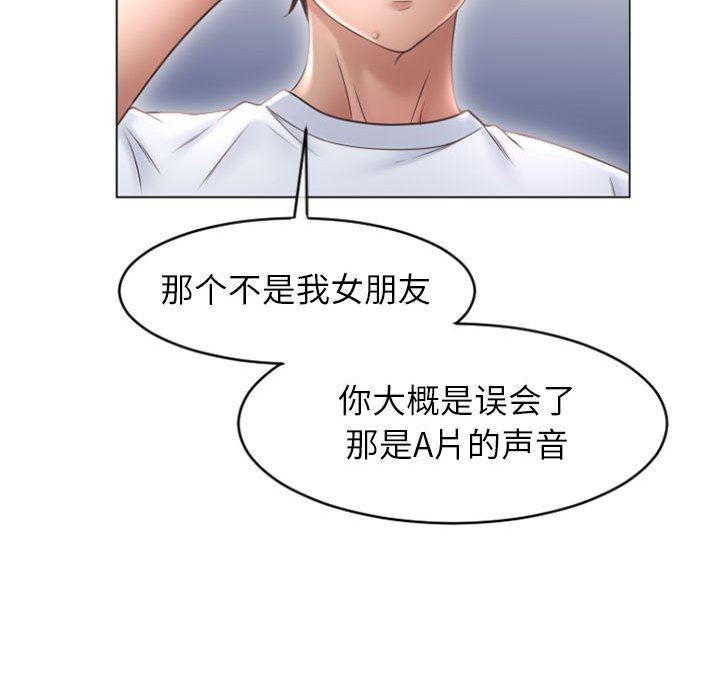 那个不是我女朋友
你大概是误会了
那是A片的声音